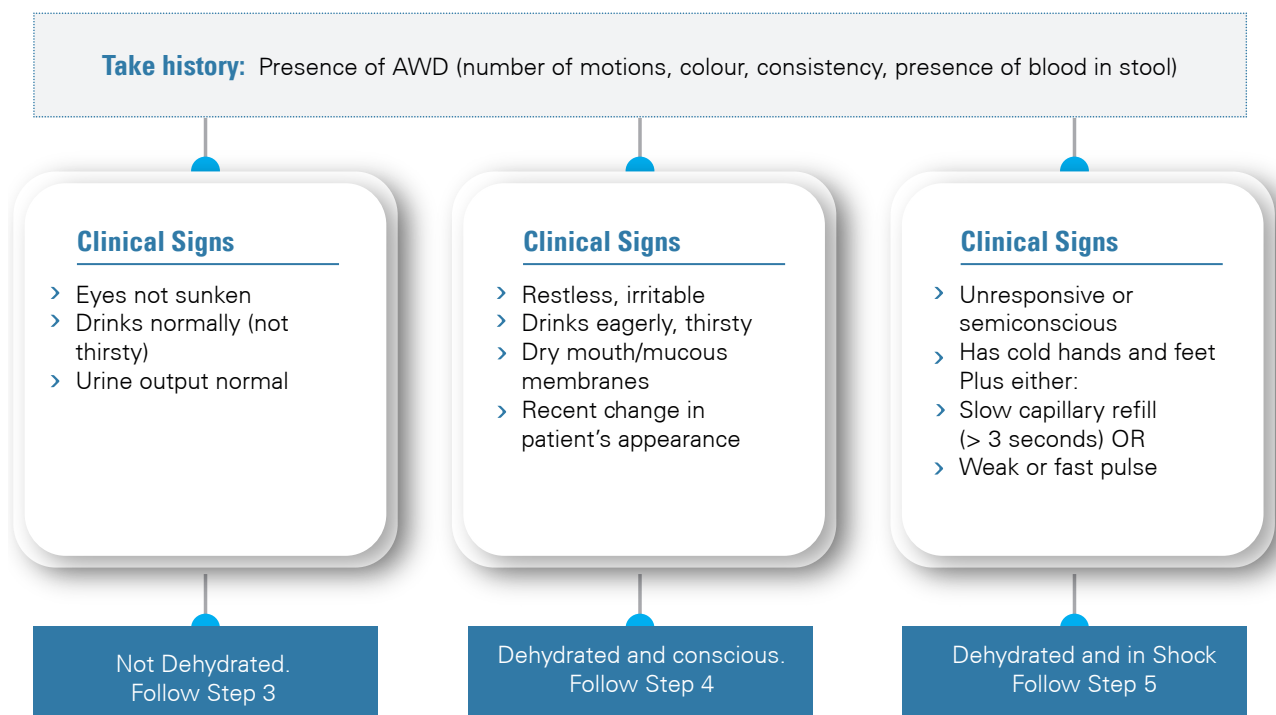 Take history: Presence of AWD (number of motions, colour, consistency, presence of blood in stool)
Clinical Signs
› Eyes not sunken
› Drinks normally (not
thirsty)
› Urine output normal
Not Dehydrated.
Follow Step 3
Clinical Signs
› Restless, irritable
› Drinks eagerly, thirsty
› Dry mouth/mucous
membranes
› Recent change in
patient’s appearance
Dehydrated and conscious.
Follow Step 4
Clinical Signs
› Unresponsive or
semiconscious
› Has cold hands and feet
Plus either:
› Slow capillary refill
(> 3 seconds) OR
› Weak or fast pulse
Dehydrated and in Shock
Follow Step 5